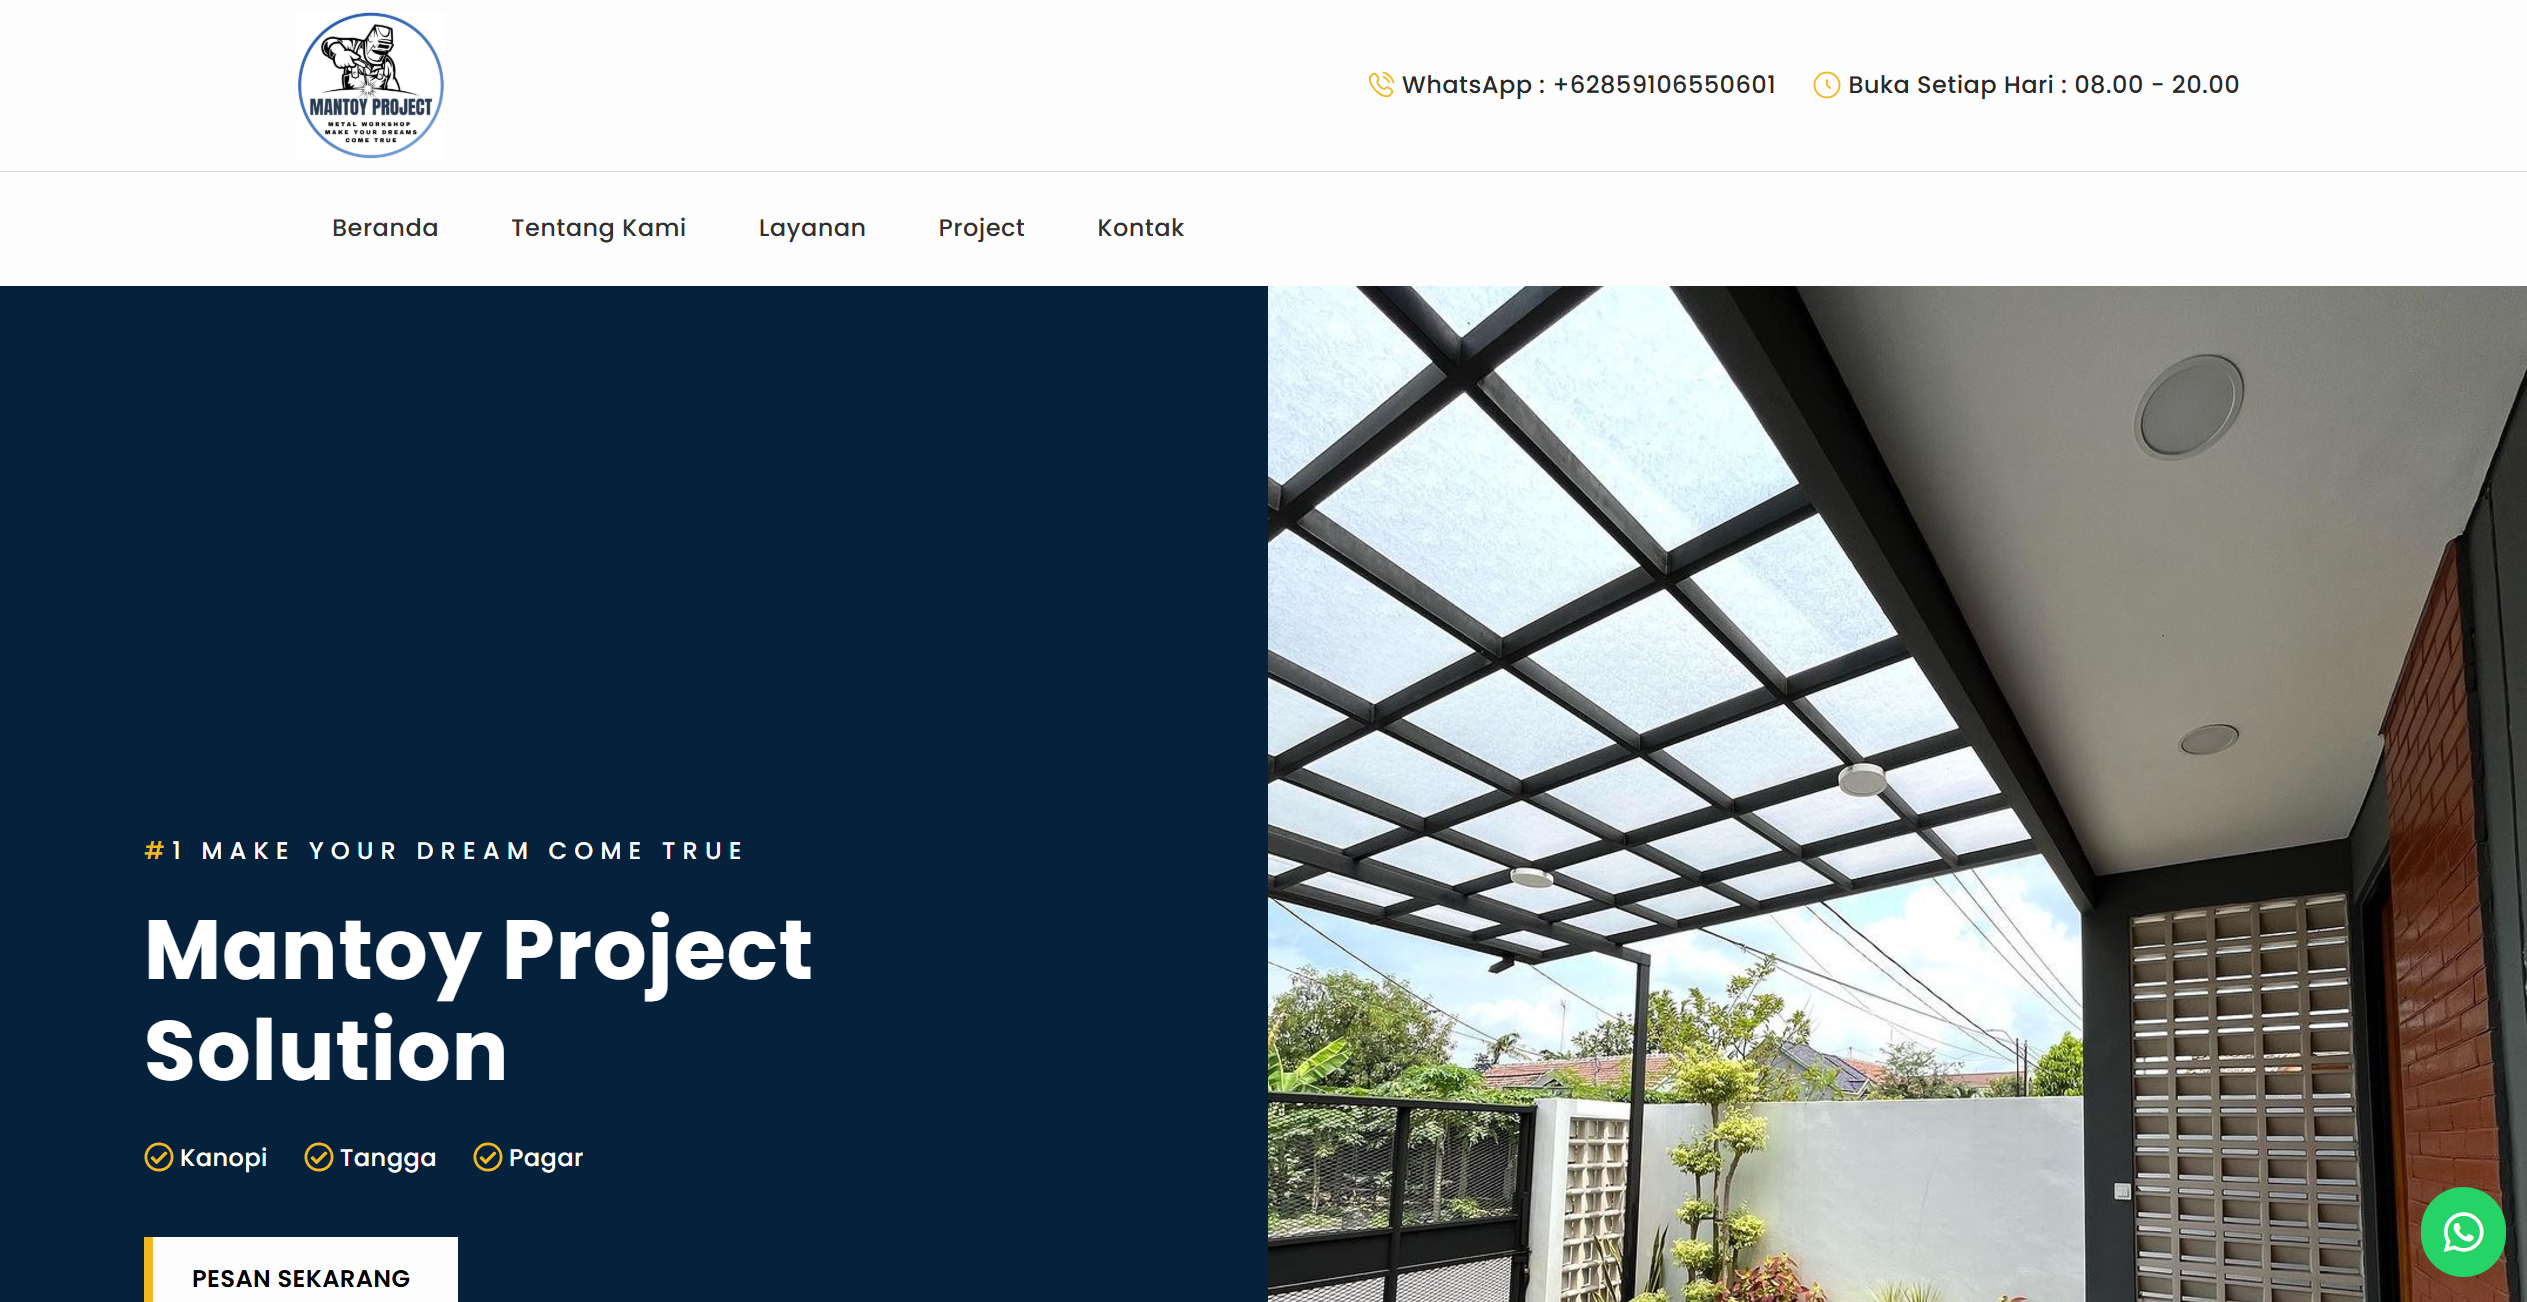 MANTOY PROJECT
METAL WORKSHOP
MAKE YOUR DREAMS
COME TRUE
WhatsApp : +62859106550601
Buka Setiap Hari : 08.00 - 20.00
Beranda
Tentang Kami
Layanan
Project
Kontak
#1 MAKE YOUR DREAM COME TRUE
Mantoy Project
Solution
Kanopi
Tangga
Pagar
PESAN SEKARANG